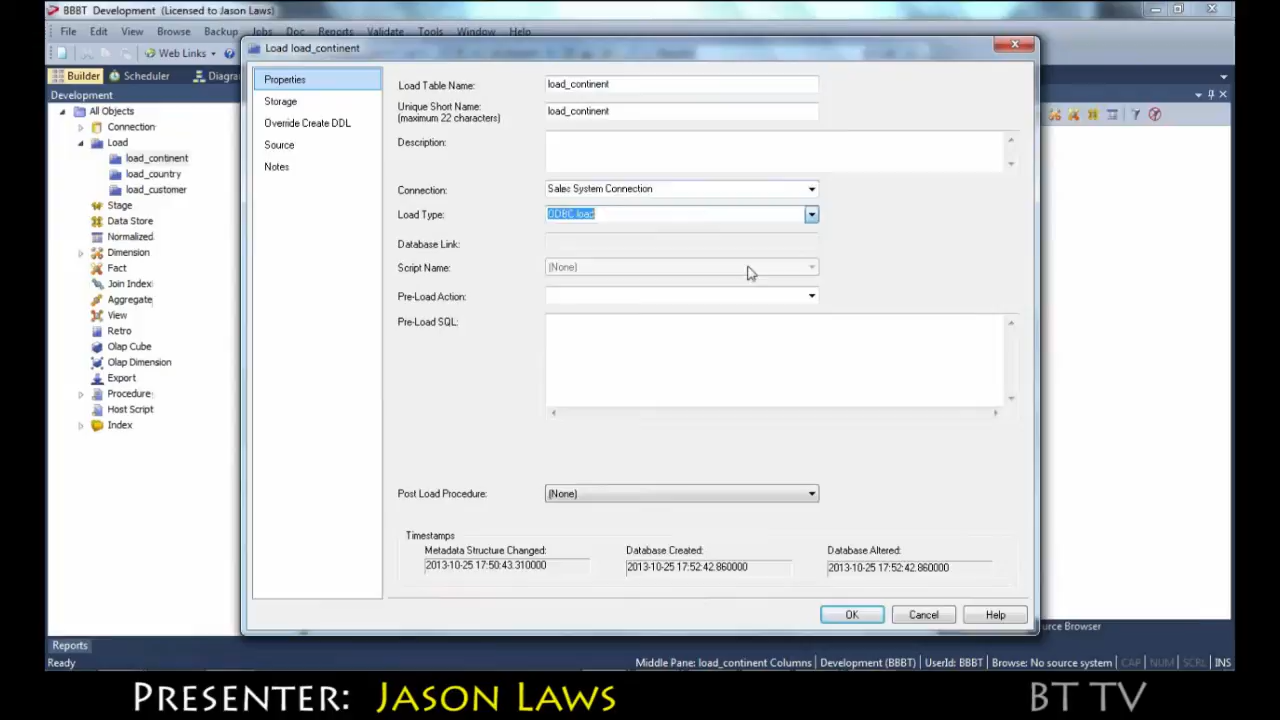 BBBT Development (Licensed to Jason Laws)
File Edit View Browse Backup Jobs Doc Reports Validate Tools Window Help
Web Links
Builder Scheduler Diagra
Development
All Objects
Connection
Load
load_continent
load_country
load_customer
Stage
Data Store
Normalized
Dimension
Fact
Join Index
Aggregate
View
Retro
Olap Cube
Olap Dimension
Export
Procedure
Host Script
Index
Load load_continent
Properties
Storage
Override Create DDL
Source
Notes
Load Table Name: load_continent
Unique Short Name: load_continent
(maximum 22 characters)
Description:
Connection: Sales System Connection
Load Type: ODBC load
Database Link:
Script Name: (None)
Pre-Load Action:
Pre-Load SQL:
Post Load Procedure: (None)
Timestamps
Metadata Structure Changed: Database Created: Database Altered:
2013-10-25 17:50:43.310000 2013-10-25 17:52:42.860000 2013-10-25 17:52:42.860000
OK Cancel Help
urce Browser
Reports
Ready Middle Pane: load_continent Columns Development (BBBT) UserId: BBBT Browse: No source system CAP NUM SCRL INS
Presenter: Jason Laws BT TV